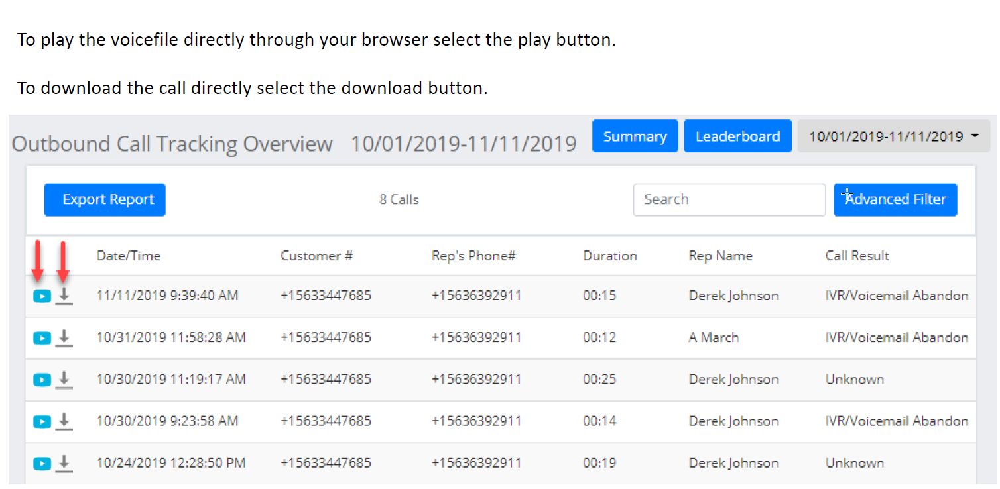 To play the voicefile directly through your browser select the play button.
To download the call directly select the download button.
Outbound Call Tracking Overview 10/01/2019-11/11/2019 Summary Leaderboard 10/01/2019-11/11/2019
Export Report 8 Calls Search Advanced Filter
Date/Time Customer # Rep's Phone# Duration Rep Name Call Result
11/11/2019 9:39:40 AM +15633447685 +15636392911 00:15 Derek Johnson IVR/Voicemail Abandon
10/31/2019 11:58:28 AM +15633447685 +15636392911 00:12 A March IVR/Voicemail Abandon
10/30/2019 11:19:17 AM +15633447685 +15636392911 00:25 Derek Johnson Unknown
10/30/2019 9:23:58 AM +15633447685 +15636392911 00:14 Derek Johnson IVR/Voicemail Abandon
10/24/2019 12:28:50 PM +15633447685 +15636392911 00:19 Derek Johnson Unknown